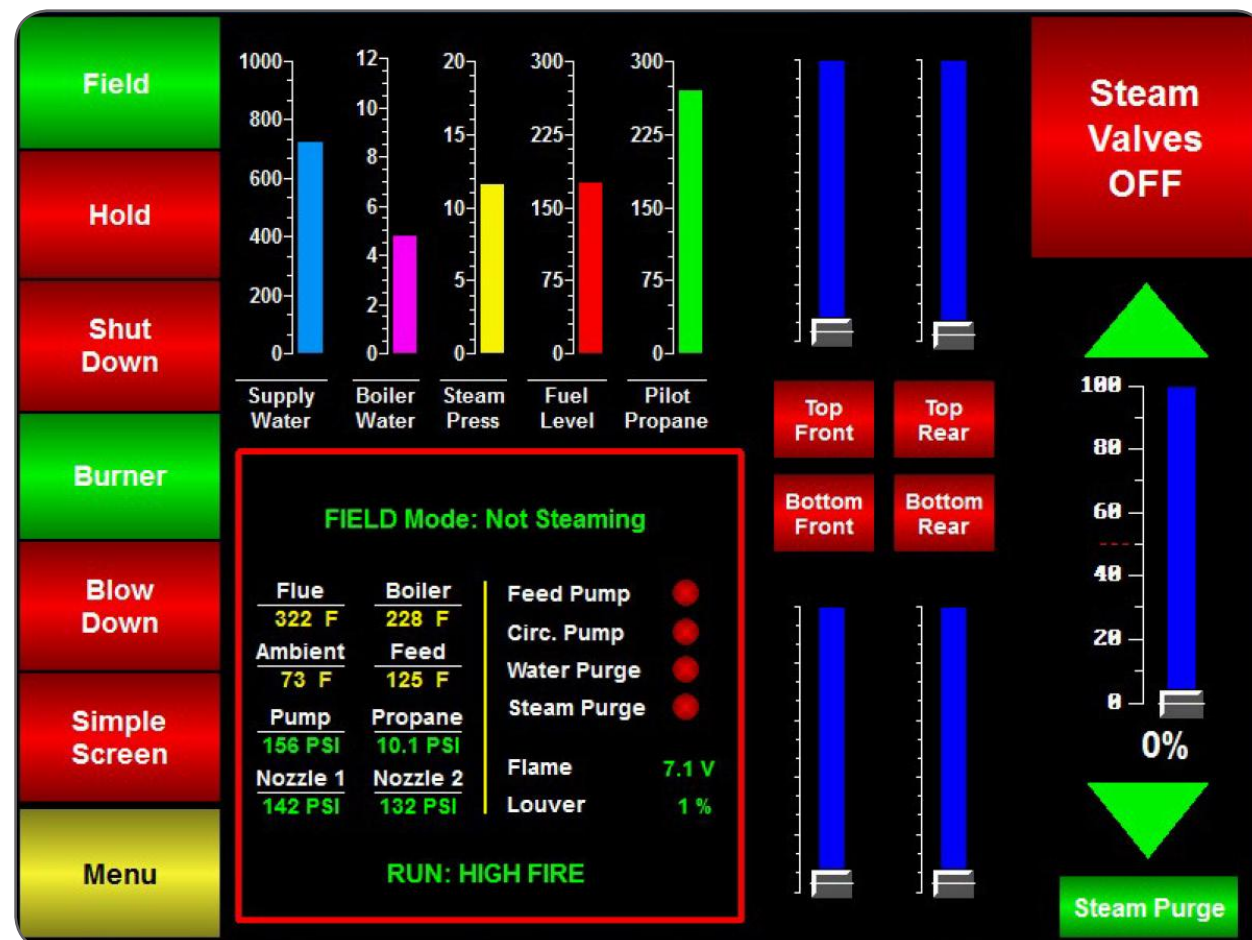 Field
Hold
Shut
Down
Burner
Blow
Down
Simple
Screen
Menu
1000
800
600
400
200
0
Supply
Water
12
10
8
6
4
2
0
Boiler
Water
20
15
10
5
0
Steam
Press
300
225
150
75
0
Fuel
Level
300
225
150
75
0
Pilot
Propane
FIELD Mode: Not Steaming
Flue Boiler
322 F 228 F
Ambient Feed
73 F 125 F
Pump Propane
156 PSI 10.1 PSI
Nozzle 1 Nozzle 2
142 PSI 132 PSI
Feed Pump
Circ. Pump
Water Purge
Steam Purge
Flame 7.1 V
Louver 1 %
RUN: HIGH FIRE
Top
Front
Top
Rear
Bottom
Front
Bottom
Rear
Steam
Valves
OFF
100
80
60
40
20
0
0%
Steam Purge